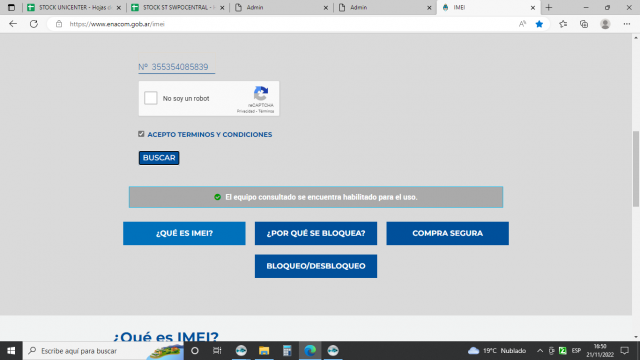 STOCK UNICENTER - Hojas d
STOCK ST SWPOCENTRAL -
Admin
Admin
IMEI
https://www.enacom.gob.ar/imei
Nº 355354085839
No soy un robot
reCAPTCHA
Privacidad - Términos
ACEPTO TERMINOS Y CONDICIONES
BUSCAR
El equipo consultado se encuentra habilitado para el uso.
¿QUÉ ES IMEI?
¿POR QUÉ SE BLOQUEA?
COMPRA SEGURA
BLOQUEO/DESBLOQUEO
¿Qué es IMEI?
Escribe aquí para buscar
19°C Nublado
ESP
16:50
21/11/2022